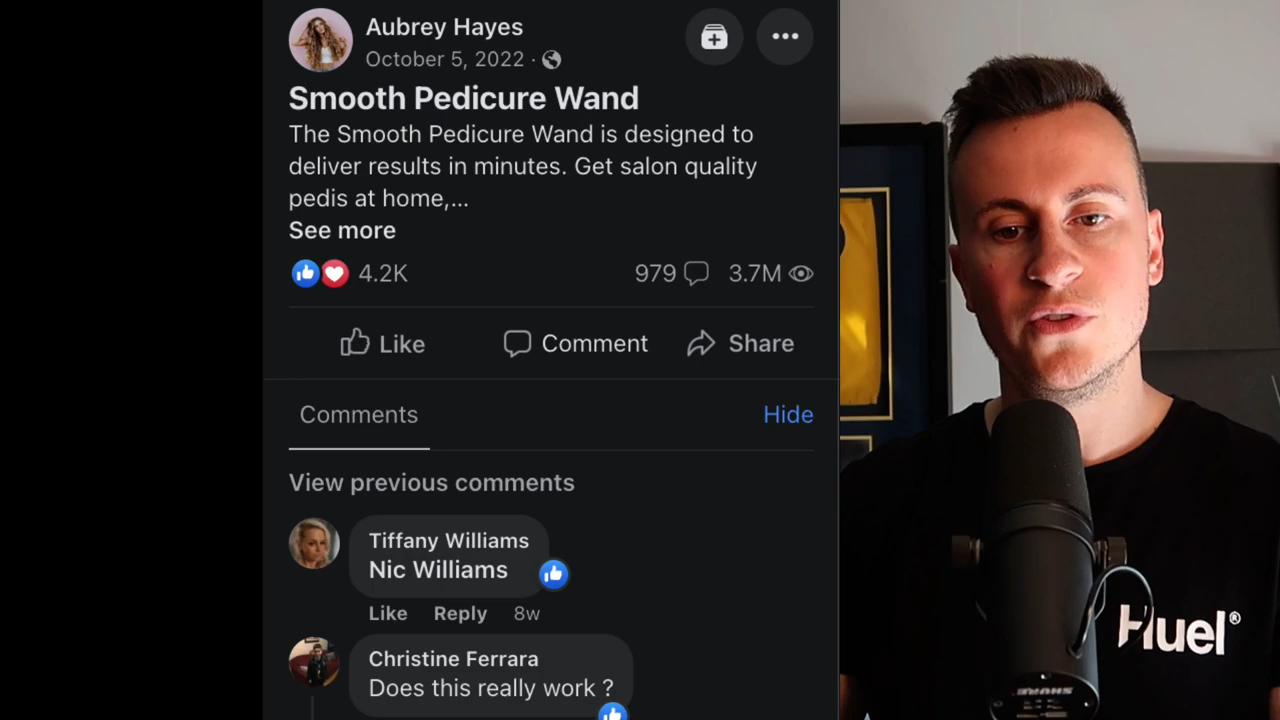 Aubrey Hayes
October 5, 2022 ·
Smooth Pedicure Wand
The Smooth Pedicure Wand is designed to
deliver results in minutes. Get salon quality
pedis at home,...
See more
4.2K
979
3.7M
Like
Comment
Share
Comments
Hide
View previous comments
Tiffany Williams
Nic Williams
Like Reply 8w
Christine Ferrara
Does this really work ?
Huel®
SHURE